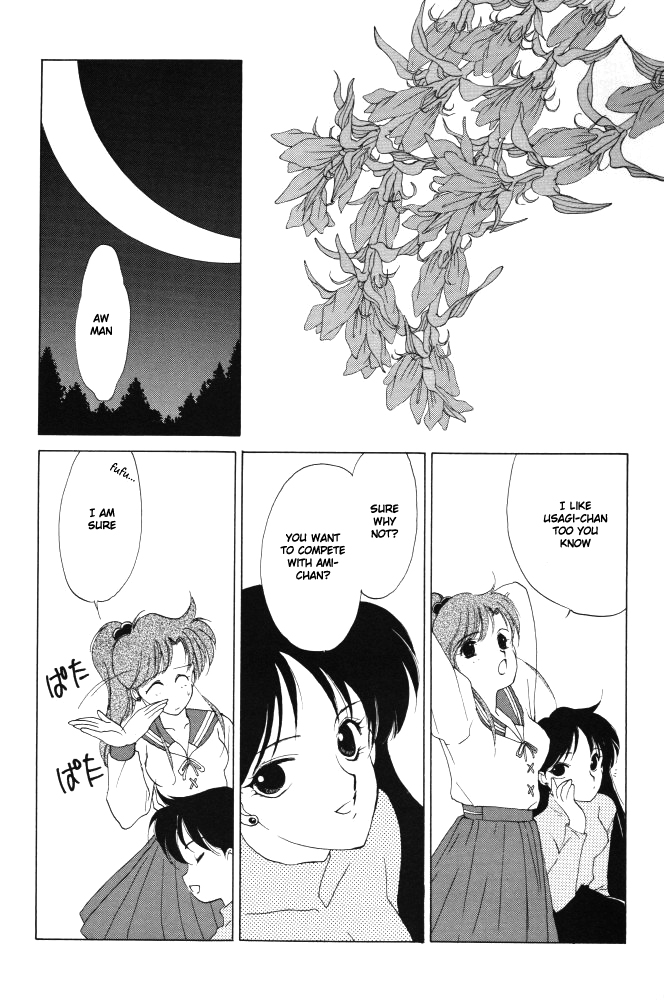 AW
MAN
I LIKE
USAGI-CHAN
TOO YOU
KNOW
SURE
WHY
NOT?
YOU WANT
TO COMPETE
WITH AMI-
CHAN?
fufu...
I AM
SURE
ぱた
ぱた